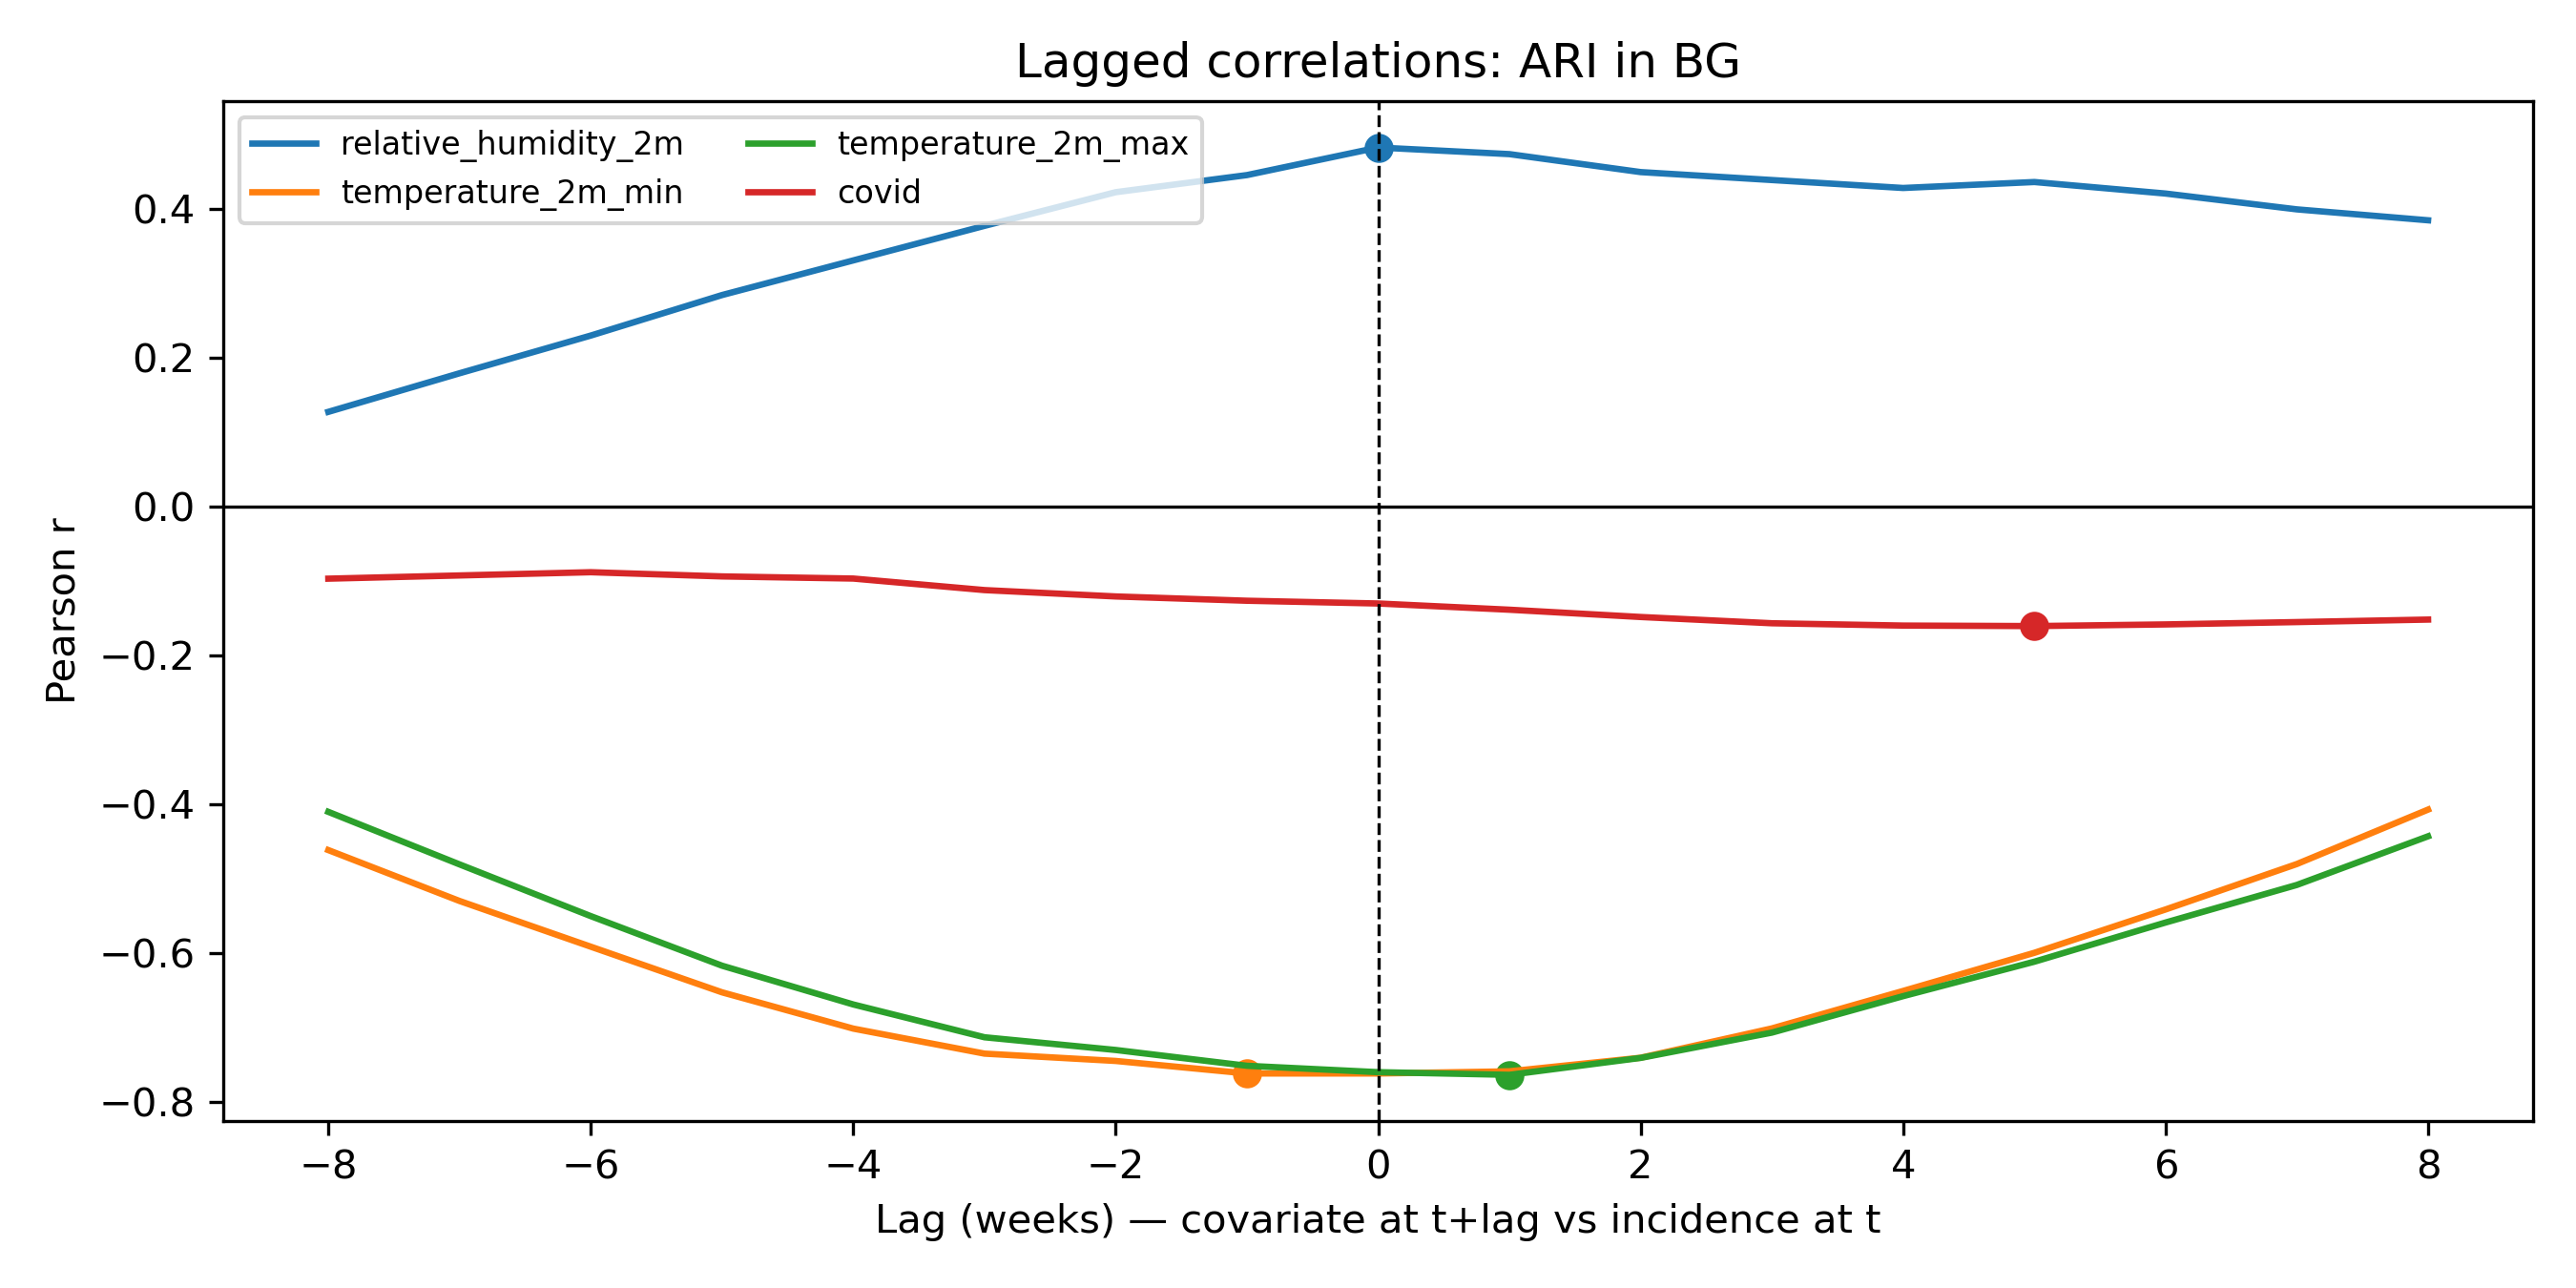 Lagged correlations: ARI in BG
relative_humidity_2m
temperature_2m_min
temperature_2m_max
covid
0.4
0.2
0.0
−0.2
−0.4
−0.6
−0.8
Pearson r
−8 −6 −4 −2 0 2 4 6 8
Lag (weeks) — covariate at t+lag vs incidence at t